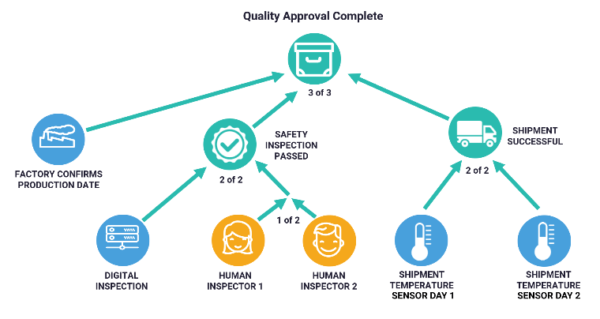 Quality Approval Complete
3 of 3
SAFETY
INSPECTION
PASSED
SHIPMENT
SUCCESSFUL
FACTORY CONFIRMS
PRODUCTION DATE
2 of 2
2 of 2
1 of 2
DIGITAL
INSPECTION
HUMAN
INSPECTOR 1
HUMAN
INSPECTOR 2
SHIPMENT
TEMPERATURE
SENSOR DAY 1
SHIPMENT
TEMPERATURE
SENSOR DAY 2